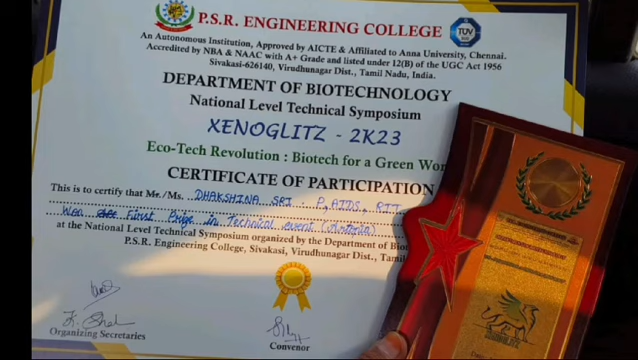 P.S.R. ENGINEERING COLLEGE
TÜV
An Autonomous Institution, Approved by AICTE & Affiliated to Anna University, Chennai.
Accredited by NBA & NAAC with A+ Grade and listed under 12(B) of the UGC Act 1956
Sivakasi-626140, Virudhunagar Dist., Tamil Nadu, India.
DEPARTMENT OF BIOTECHNOLOGY
National Level Technical Symposium
XENOGLITZ - 2K23
Eco-Tech Revolution : Biotech for a Green Wor
CERTIFICATE OF PARTICIPATION
This is to certify that Mr./Ms. DHAKSHINA SRI . P, AIDS, RIT
Won First Prize in Technical event
at the National Level Technical Symposium organized by the Department of Bio
P.S.R. Engineering College, Sivakasi, Virudhunagar Dist., Tamil
Organizing Secretaries
Convenor